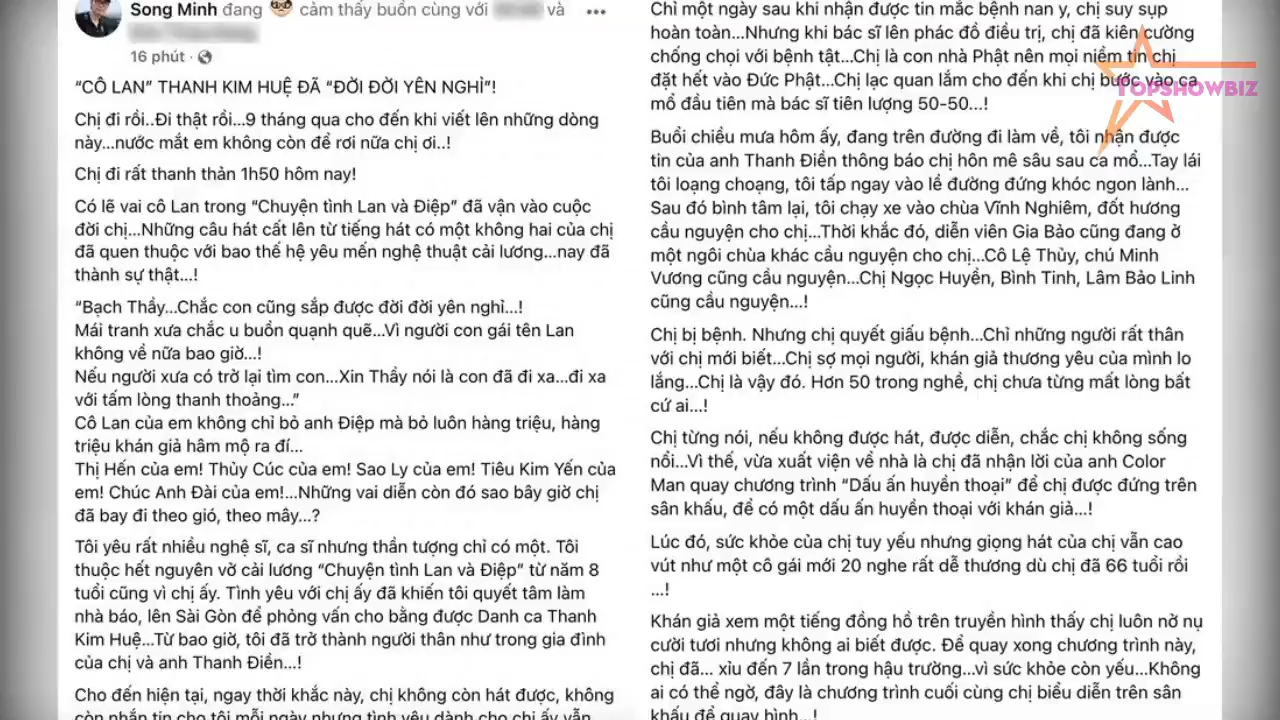 Song Minh đang cảm thấy buồn cùng với và
16 phút ·
“CÔ LAN” THANH KIM HUỆ ĐÃ “ĐỜI ĐỜI YÊN NGHỈ”!
Chị đi rồi..Đi thật rồi...9 tháng qua cho đến khi viết lên những dòng
này...nước mắt em không còn để rơi nữa chị ơi..!
Chị đi rất thanh thản 1h50 hôm nay!
Có lẽ vai cô Lan trong “Chuyện tình Lan và Điệp” đã vận vào cuộc
đời chị...Những câu hát cất lên từ tiếng hát có một không hai của chị
đã quen thuộc với bao thế hệ yêu mến nghệ thuật cải lương...nay đã
thành sự thật...!
“Bạch Thầy...Chắc con cũng sắp được đời đời yên nghỉ...!
Mái tranh xưa chắc u buồn quạnh quẽ...Vì người con gái tên Lan
không về nữa bao giờ...!
Nếu người xưa có trở lại tìm con...Xin Thầy nói là con đã đi xa...đi xa
với tấm lòng thanh thoảng...”
Cô Lan của em không chỉ bỏ anh Điệp mà bỏ luôn hàng triệu, hàng
triệu khán giả hâm mộ ra đi...
Thị Hến của em! Thủy Cúc của em! Sao Ly của em! Tiêu Kim Yến của
em! Chúc Anh Đài của em!...Những vai diễn còn đó sao bây giờ chị
đã bay đi theo gió, theo mây...?
Tôi yêu rất nhiều nghệ sĩ, ca sĩ nhưng thần tượng chỉ có một. Tôi
thuộc hết nguyên vở cải lương “Chuyện tình Lan và Điệp” từ năm 8
tuổi cũng vì chị ấy. Tình yêu với chị ấy đã khiến tôi quyết tâm làm
nhà báo, lên Sài Gòn để phỏng vấn cho bằng được Danh ca Thanh
Kim Huệ...Từ bao giờ, tôi đã trở thành người thân như trong gia đình
của chị và anh Thanh Điền...!
Cho đến hiện tại, ngay thời khắc này, chị không còn hát được, không
còn nhắn tin cho tôi mỗi ngày nhưng tình yêu dành cho chị ấy vẫn
Chỉ một ngày sau khi nhận được tin mắc bệnh nan y, chị suy sụp
hoàn toàn...Nhưng khi bác sĩ lên phác đồ điều trị, chị đã kiên cường
chống chọi với bệnh tật...Chị là con nhà Phật nên mọi niềm tin chị
đặt hết vào Đức Phật...Chị lạc quan lắm cho đến khi chị bước vào ca
mổ đầu tiên mà bác sĩ tiên lượng 50-50...!
TOPSHOWBIZ
Buổi chiều mưa hôm ấy, đang trên đường đi làm về, tôi nhận được
tin của anh Thanh Điền thông báo chị hôn mê sâu sau ca mổ...Tay lái
tôi loạng choạng, tôi tấp ngay vào lề đường đứng khóc ngon lành...
Sau đó bình tâm lại, tôi chạy xe vào chùa Vĩnh Nghiêm, đốt hương
cầu nguyện cho chị...Thời khắc đó, diễn viên Gia Bảo cũng đang ở
một ngôi chùa khác cầu nguyện cho chị...Cô Lệ Thủy, chú Minh
Vương cũng cầu nguyện...Chị Ngọc Huyền, Bình Tinh, Lâm Bảo Linh
cũng cầu nguyện...!
Chị bị bệnh. Nhưng chị quyết giấu bệnh...Chỉ những người rất thân
với chị mới biết...Chị sợ mọi người, khán giả thương yêu của mình lo
lắng...Chị là vậy đó. Hơn 50 trong nghề, chị chưa từng mất lòng bất
cứ ai...!
Chị từng nói, nếu không được hát, được diễn, chắc chị không sống
nổi...Vì thế, vừa xuất viện về nhà là chị đã nhận lời của anh Color
Man quay chương trình “Dấu ấn huyền thoại” để chị được đứng trên
sân khấu, để có một dấu ấn huyền thoại với khán giả...!
Lúc đó, sức khỏe của chị tuy yếu nhưng giọng hát của chị vẫn cao
vút như một cô gái mới 20 nghe rất dễ thương dù chị đã 66 tuổi rồi
...!
Khán giả xem một tiếng đồng hồ trên truyền hình thấy chị luôn nở nụ
cười tươi nhưng không ai biết được. Để quay xong chương trình này,
chị đã... xỉu đến 7 lần trong hậu trường...vì sức khỏe còn yếu...Không
ai có thể ngờ, đây là chương trình cuối cùng chị biểu diễn trên sân
khấu để quay hình...!